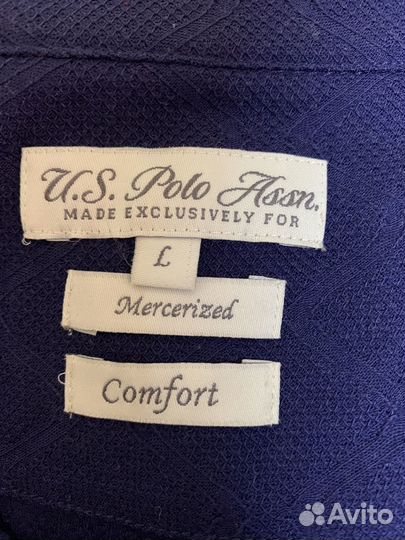 U.S. Polo Assn.
MADE EXCLUSIVELY FOR
L
Mercerized
Comfort
Avito